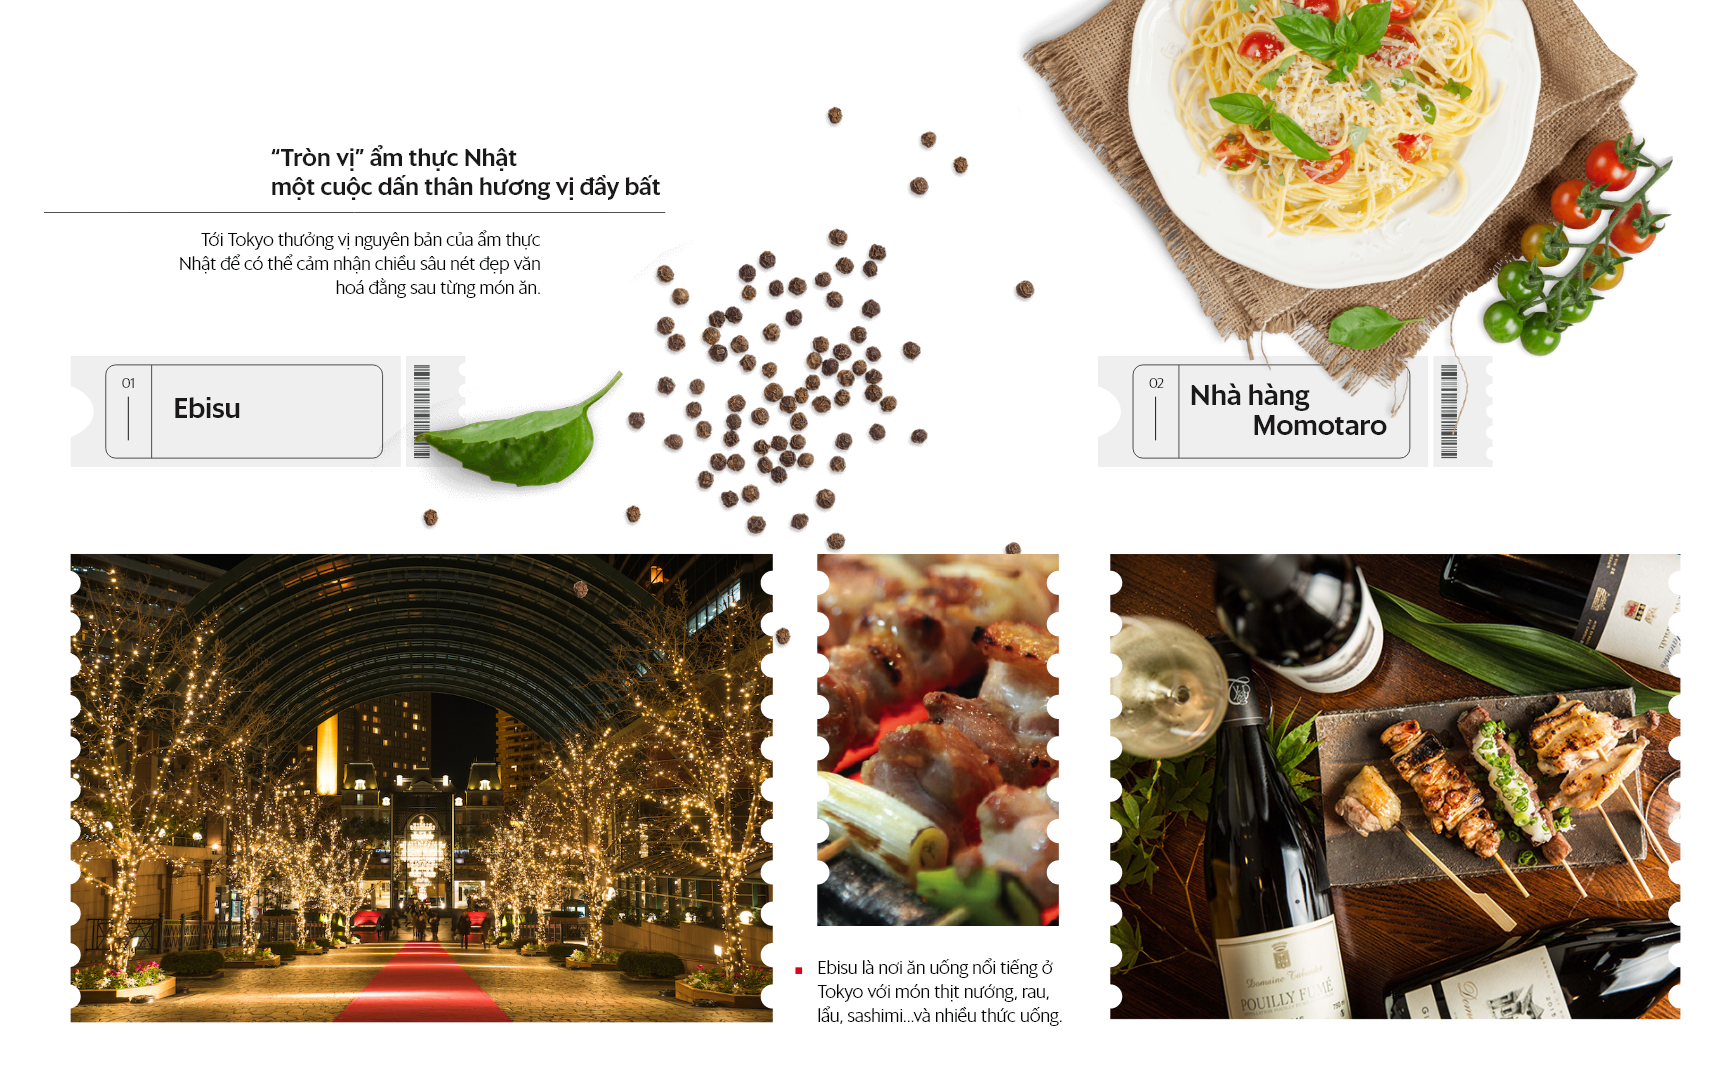 “Tròn vị” ẩm thực Nhật
một cuộc dấn thân hương vị đầy bất
Tới Tokyo thưởng vị nguyên bản của ẩm thực
Nhật để có thể cảm nhận chiều sâu nét đẹp văn
hoá đằng sau từng món ăn.
01
Ebisu
02
Nhà hàng
Momotaro
Ebisu là nơi ăn uống nổi tiếng ở
Tokyo với món thịt nướng, rau,
lẩu, sashimi...và nhiều thức uống.
POUILLY FUMÉ